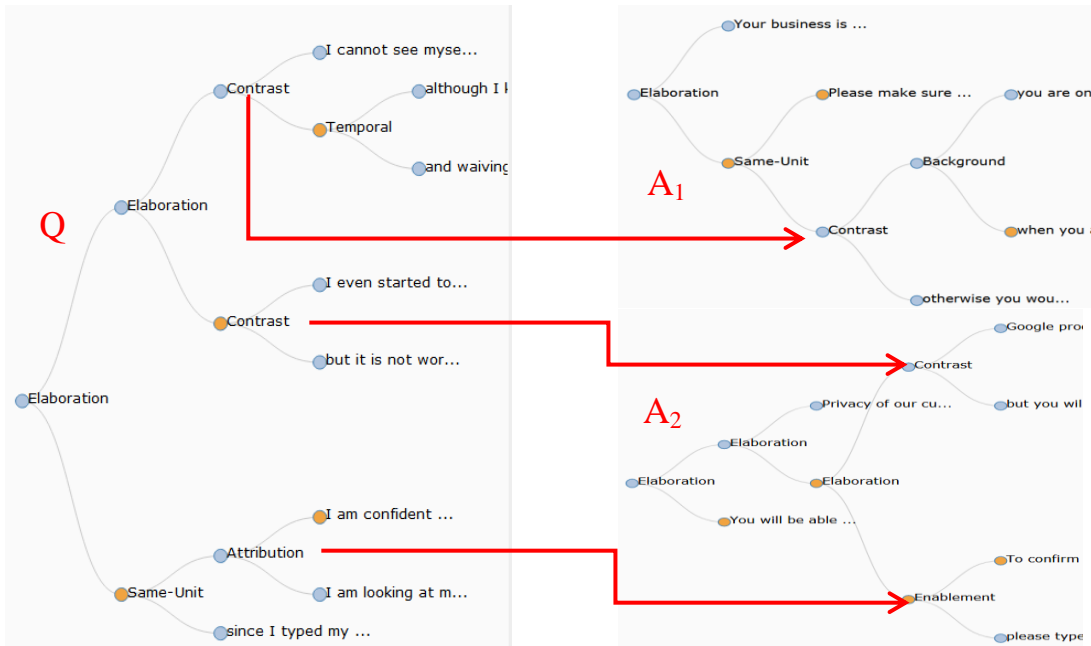 I cannot see myse...
Contrast
although I
Temporal
and waiving
Elaboration
Q
I even started to...
Contrast
but it is not wor...
Elaboration
I am confident ...
Attribution
Same-Unit
I am looking at m...
since I typed my ...
Your business is ...
Elaboration
Please make sure ...
you are on
Same-Unit
Background
A1
Contrast
when you
otherwise you wou...
Google
Contrast
Privacy of our cu...
but you wil
A2
Elaboration
Elaboration
Elaboration
You will be able ...
To confirm
Enablement
please type